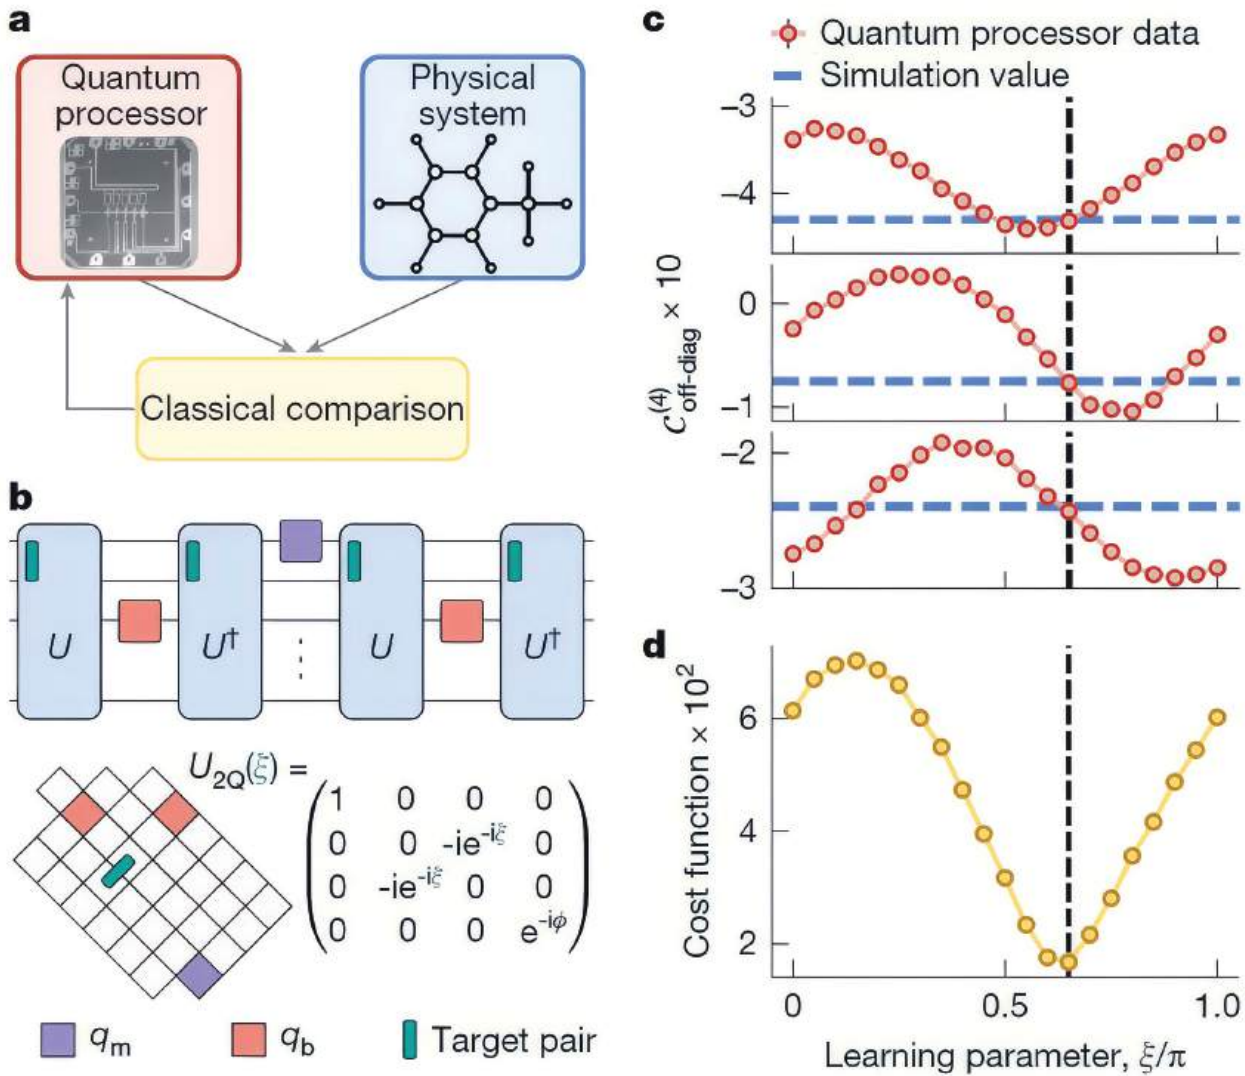 a
Quantum
processor
Physical
system
Classical comparison
b
U
U†
U
U†
U2Q(ξ) =
1 0 0 0
0 0 -ie^-iξ 0
0 -ie^-iξ 0 0
0 0 0 e^-iϕ
qm
qb
Target pair
c
Quantum processor data
Simulation value
C(4)off-diag × 10
−3
−4
0
−1
−2
−3
d
Cost function × 10²
6
4
2
0 0.5 1.0
Learning parameter, ξ/π